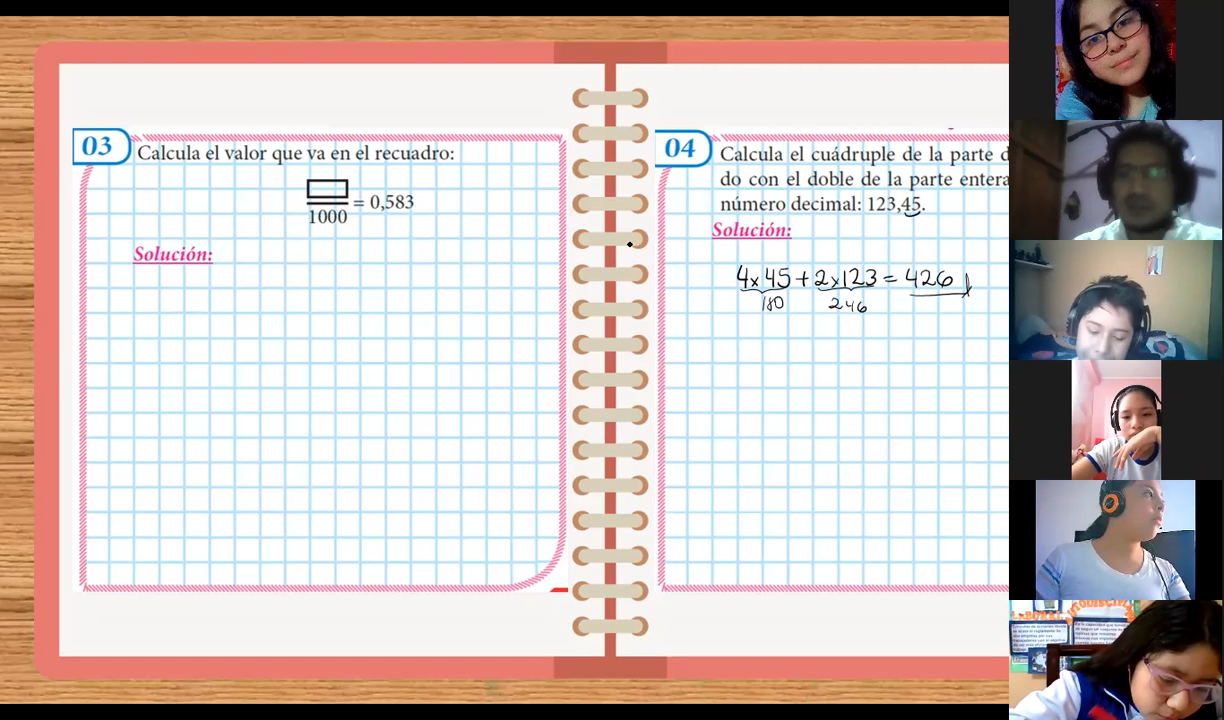 03
Calcula el valor que va en el recuadro:
1000 = 0,583
Solución:
04
Calcula el cuádruple de la parte d
do con el doble de la parte entera
número decimal: 123,45.
Solución:
4x45 + 2x123 = 426
180 246